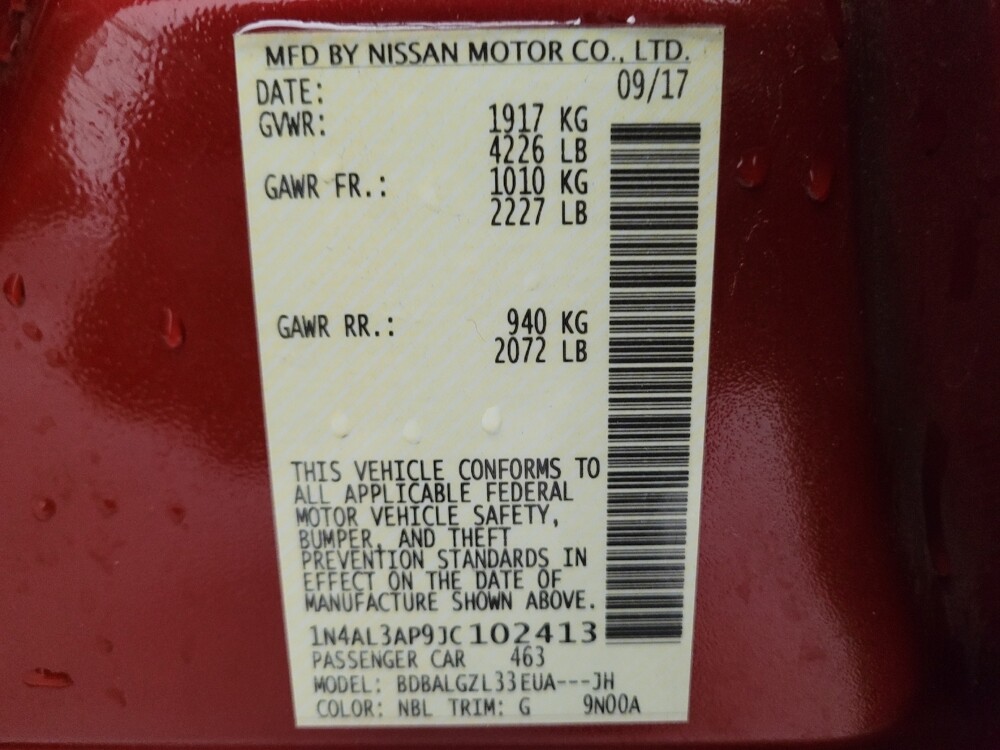 MFD BY NISSAN MOTOR CO., LTD.
DATE: 09/17
GVWR: 1917 KG
4226 LB
GAWR FR.: 1010 KG
2227 LB
GAWR RR.: 940 KG
2072 LB
THIS VEHICLE CONFORMS TO
ALL APPLICABLE FEDERAL
MOTOR VEHICLE SAFETY,
BUMPER, AND THEFT
PREVENTION STANDARDS IN
EFFECT ON THE DATE OF
MANUFACTURE SHOWN ABOVE.
1N4AL3AP9JC102413
PASSENGER CAR 463
MODEL: BDBALGZL33EUA---JH
COLOR: NBL TRIM: G 9N00A